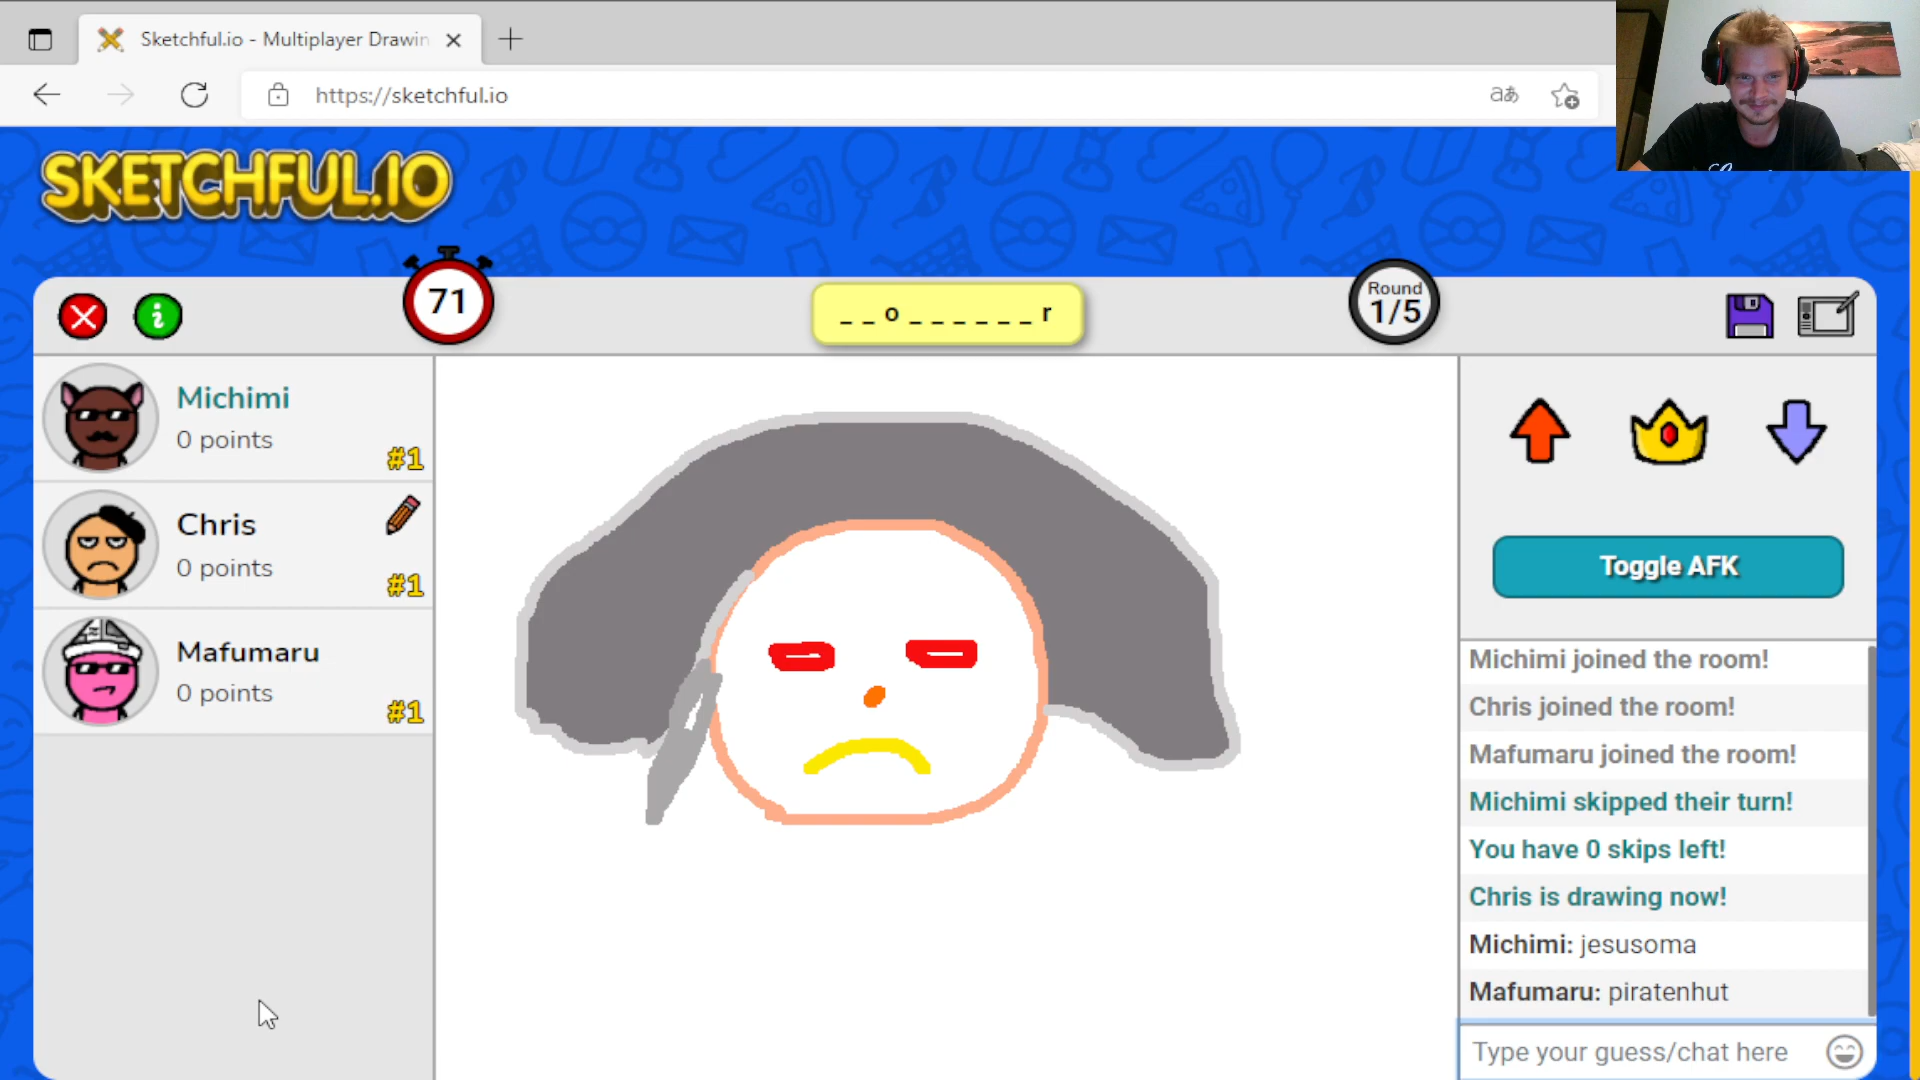 Sketchful.io - Multiplayer Drawin
https://sketchful.io
aあ
SKETCHFUL.IO
71
_ _ o _ _ _ _ _ _ r
Round
1/5
Michimi
0 points
#1
Chris
0 points
#1
Mafumaru
0 points
#1
Toggle AFK
Michimi joined the room!
Chris joined the room!
Mafumaru joined the room!
Michimi skipped their turn!
You have 0 skips left!
Chris is drawing now!
Michimi: jesusoma
Mafumaru: piratenhut
Type your guess/chat here